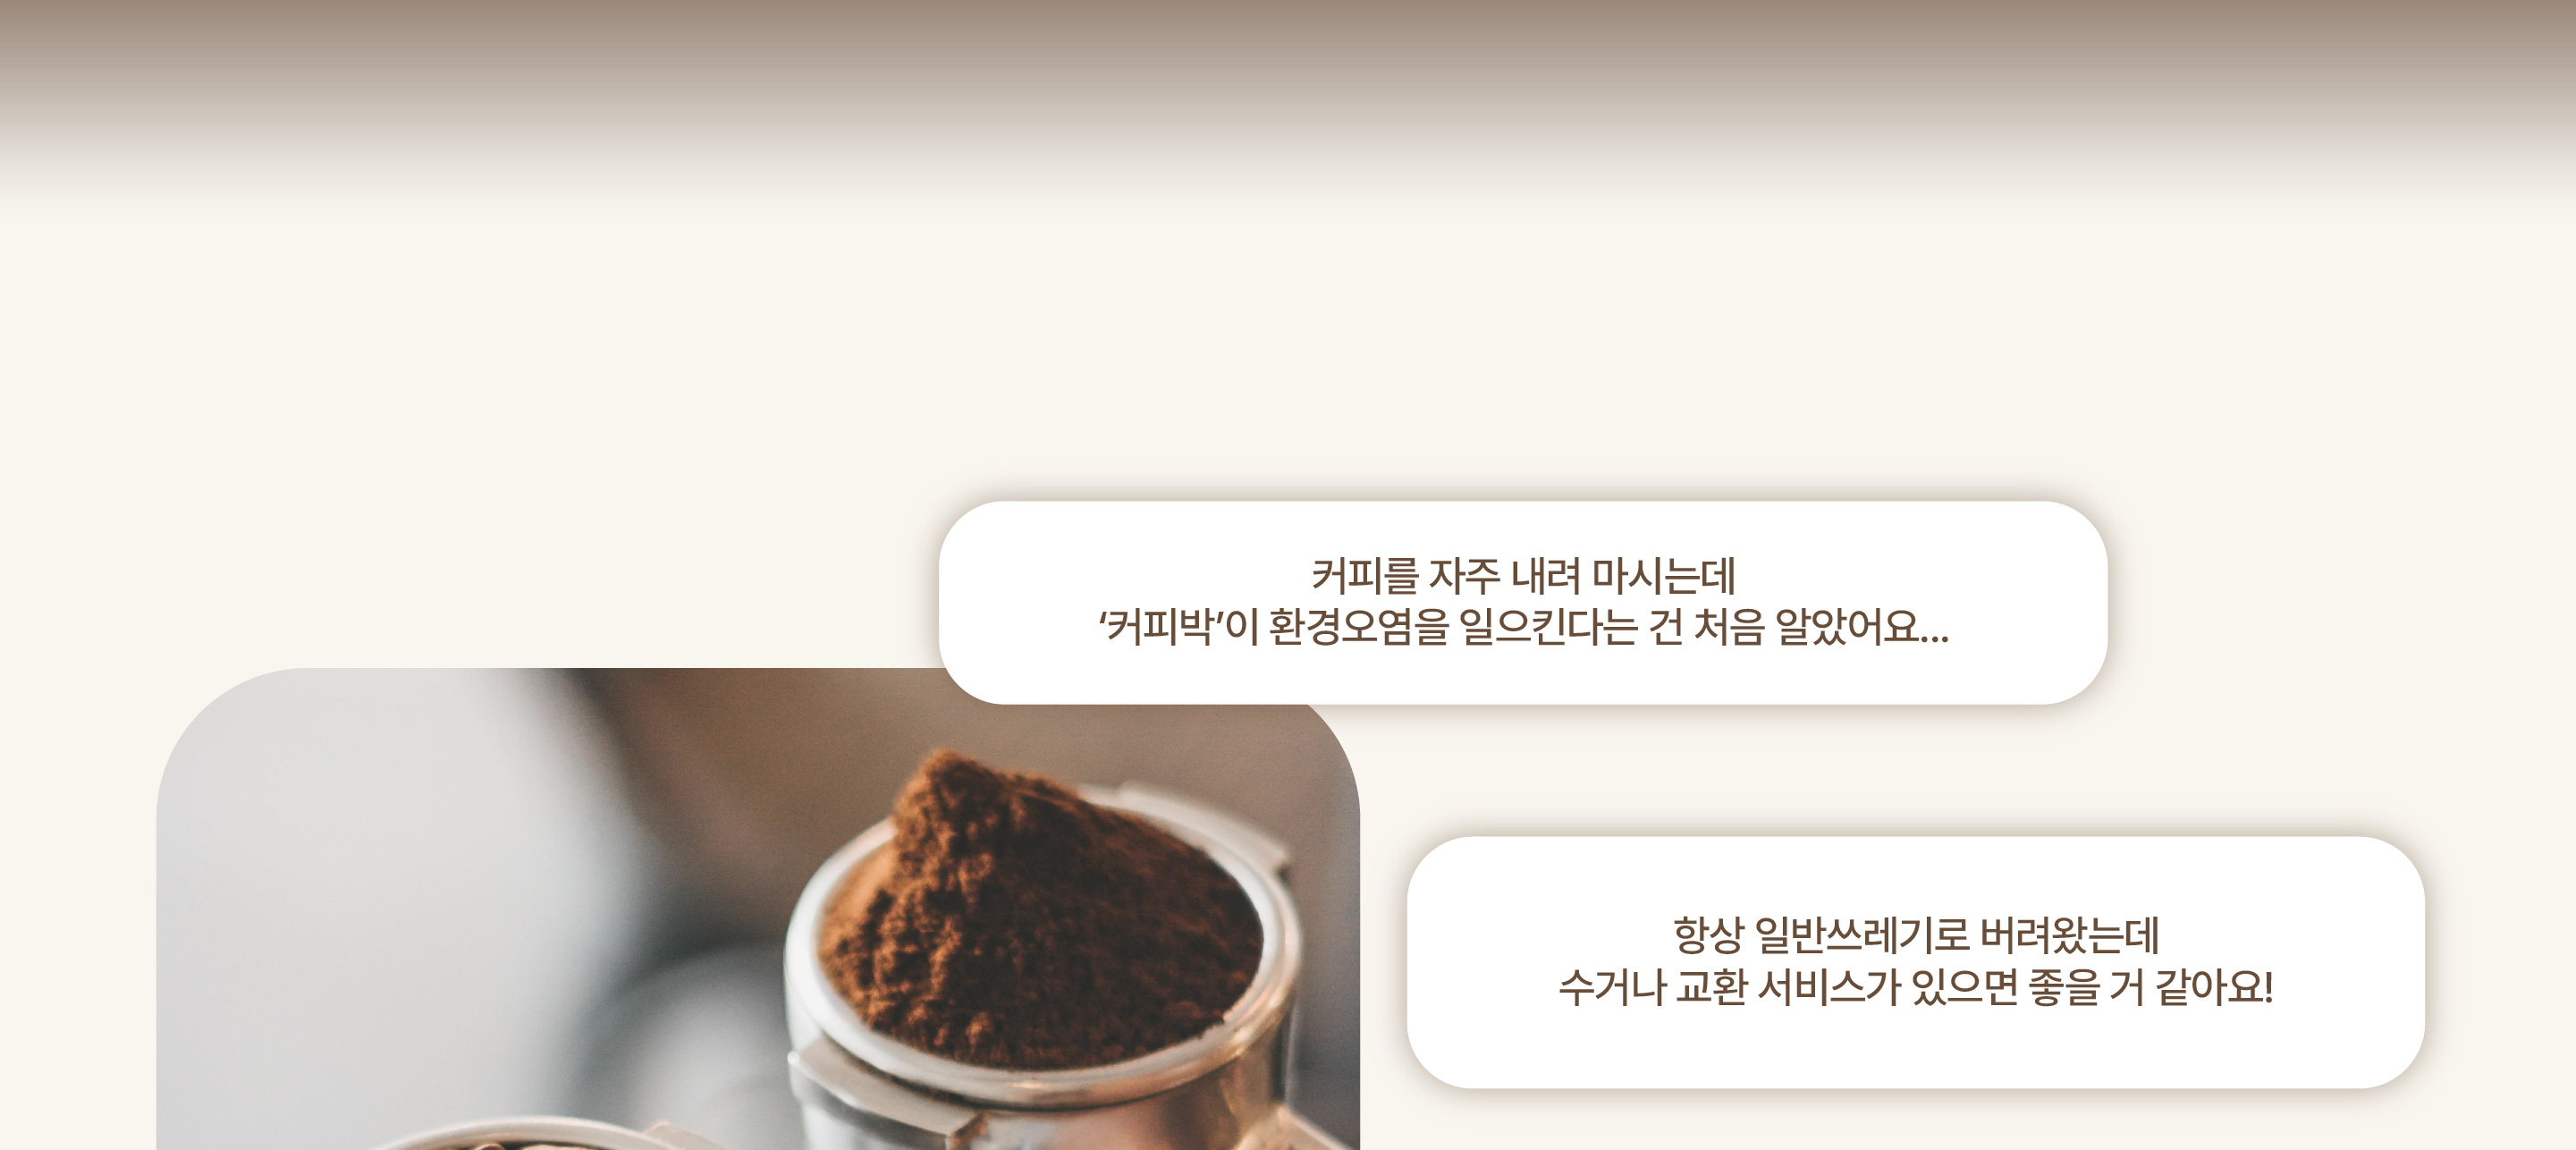 커피를 자주 내려 마시는데
‘커피박’이 환경오염을 일으킨다는 건 처음 알았어요...
항상 일반쓰레기로 버려왔는데
수거나 교환 서비스가 있으면 좋을 거 같아요!